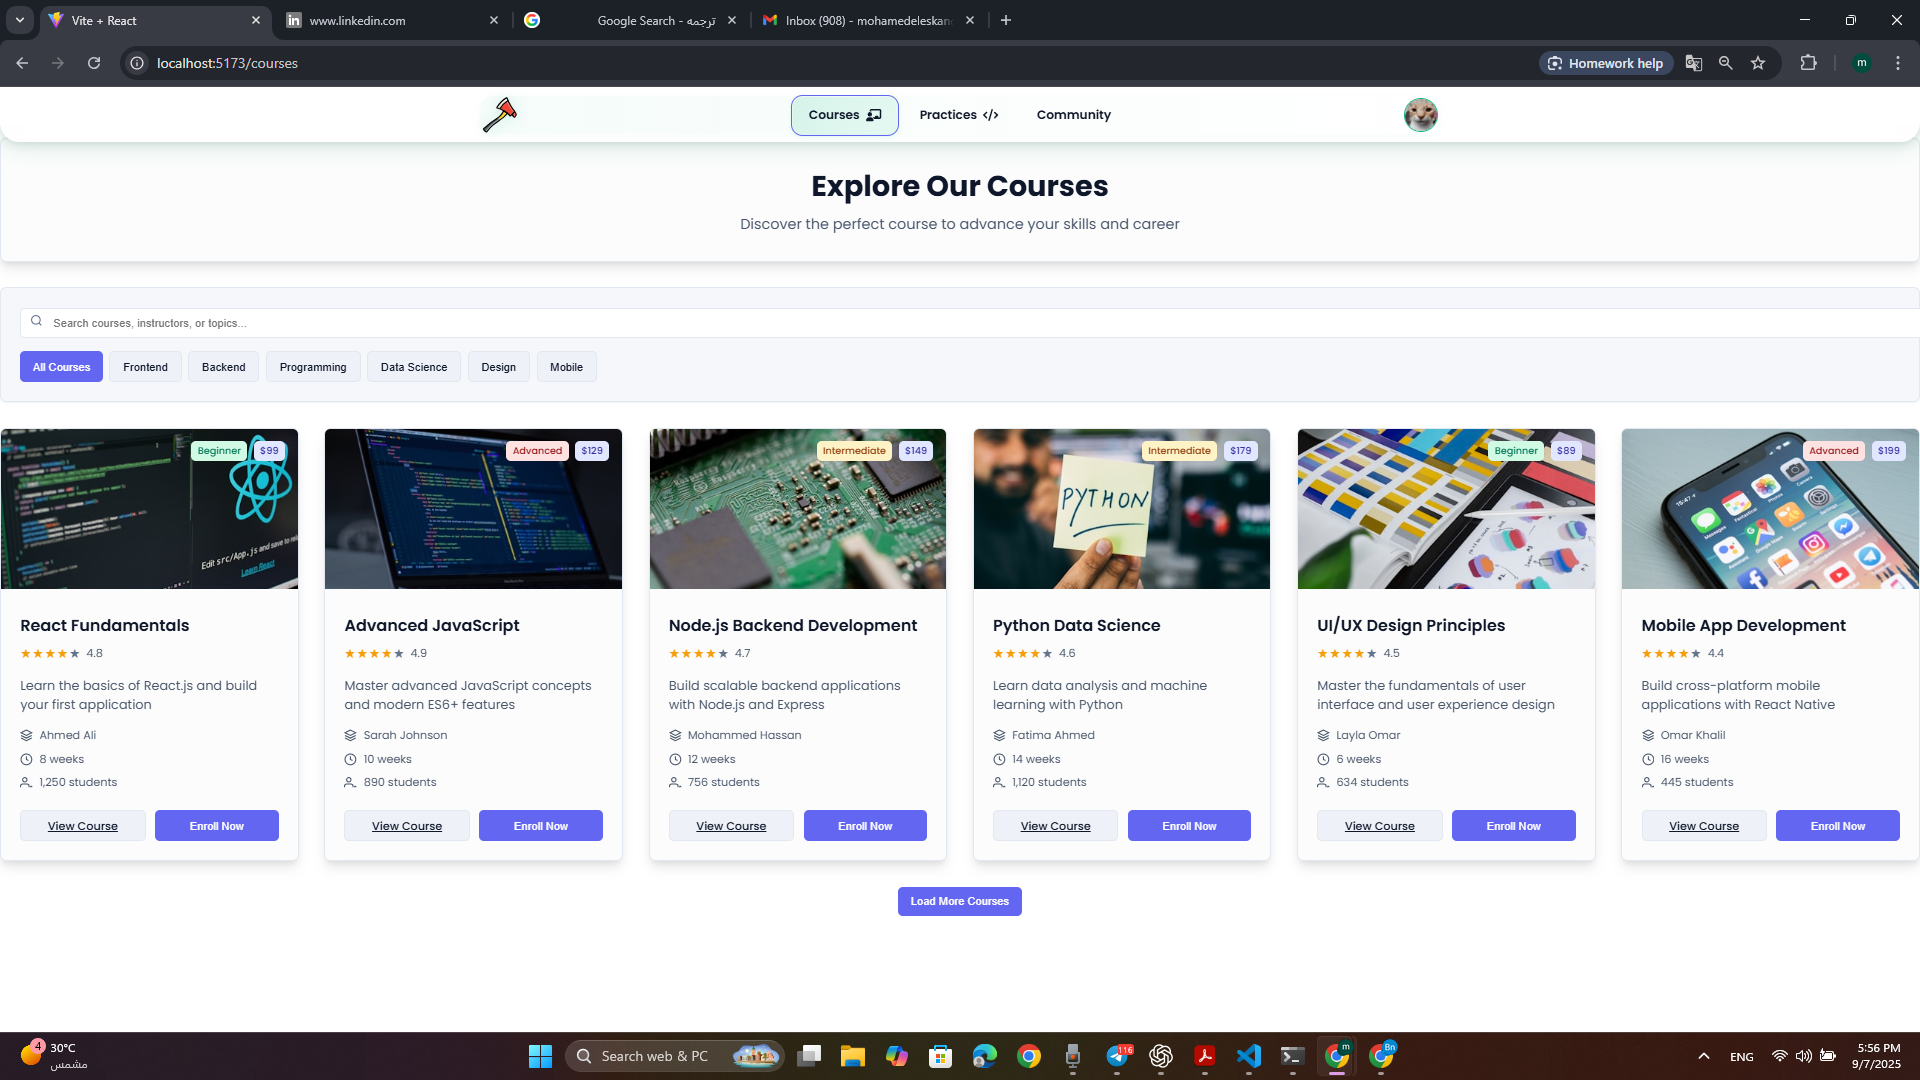 Vite + React
www.linkedin.com
ترجمه - Google Search
Inbox (908) - mohamedeleskan
localhost:5173/courses
Homework help
m
Courses
Practices </>
Community
Explore Our Courses
Discover the perfect course to advance your skills and career
Search courses, instructors, or topics...
All Courses
Frontend
Backend
Programming
Data Science
Design
Mobile
Beginner $99
Edit src/App.js and save to rel
Learn React
React Fundamentals
★★★★★ 4.8
Learn the basics of React.js and build
your first application
Ahmed Ali
8 weeks
1,250 students
View Course
Enroll Now
Advanced $129
Advanced JavaScript
★★★★★ 4.9
Master advanced JavaScript concepts
and modern ES6+ features
Sarah Johnson
10 weeks
890 students
View Course
Enroll Now
Intermediate $149
Node.js Backend Development
★★★★★ 4.7
Build scalable backend applications
with Node.js and Express
Mohammed Hassan
12 weeks
756 students
View Course
Enroll Now
Intermediate $179
PYTHON
Python Data Science
★★★★★ 4.6
Learn data analysis and machine
learning with Python
Fatima Ahmed
14 weeks
1,120 students
View Course
Enroll Now
Beginner $89
UI/UX Design Principles
★★★★★ 4.5
Master the fundamentals of user
interface and user experience design
Layla Omar
6 weeks
634 students
View Course
Enroll Now
Advanced $199
15:47
Mobile App Development
★★★★★ 4.4
Build cross-platform mobile
applications with React Native
Omar Khalil
16 weeks
445 students
View Course
Enroll Now
Load More Courses
4
30°C
مشمس
Search web & PC
116
m
Bn
ENG
5:56 PM
9/7/2025